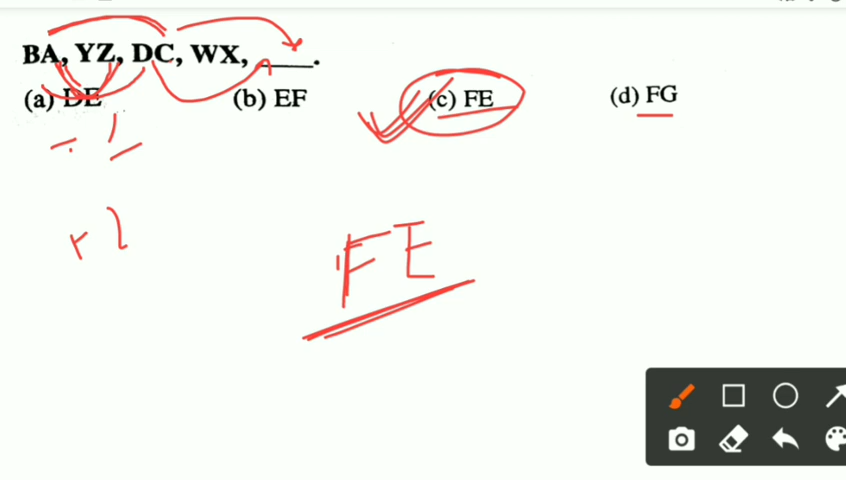 BA, YZ, DC, WX, ____.
(a) DE (b) EF (c) FE (d) FG
FE